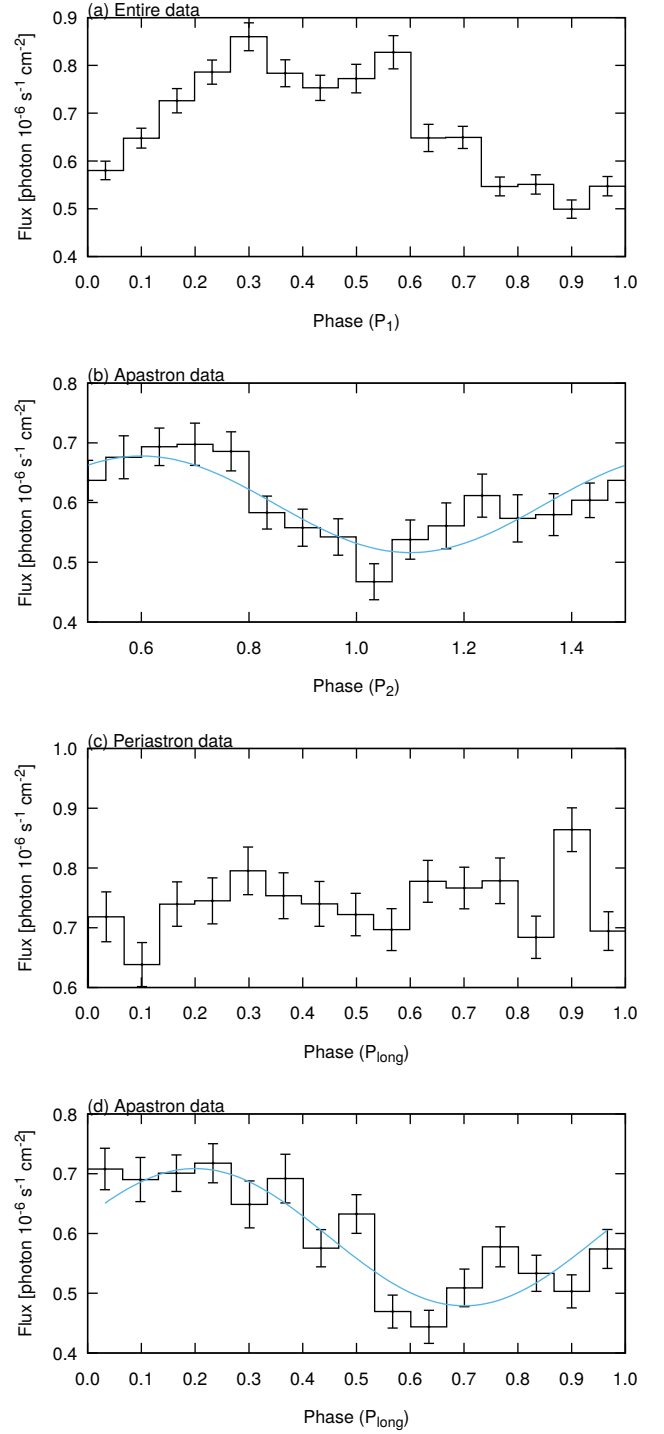 (a) Entire data
Flux [photon 10-6 s-1 cm-2]
0.9
0.8
0.7
0.6
0.5
0.4
0.0 0.1 0.2 0.3 0.4 0.5 0.6 0.7 0.8 0.9 1.0
Phase (P1)
(b) Apastron data
Flux [photon 10-6 s-1 cm-2]
0.8
0.7
0.6
0.5
0.4
0.6 0.8 1.0 1.2 1.4
Phase (P2)
(c) Periastron data
Flux [photon 10-6 s-1 cm-2]
1.0
0.9
0.8
0.7
0.6
0.0 0.1 0.2 0.3 0.4 0.5 0.6 0.7 0.8 0.9 1.0
Phase (Plong)
(d) Apastron data
Flux [photon 10-6 s-1 cm-2]
0.8
0.7
0.6
0.5
0.4
0.0 0.1 0.2 0.3 0.4 0.5 0.6 0.7 0.8 0.9 1.0
Phase (Plong)